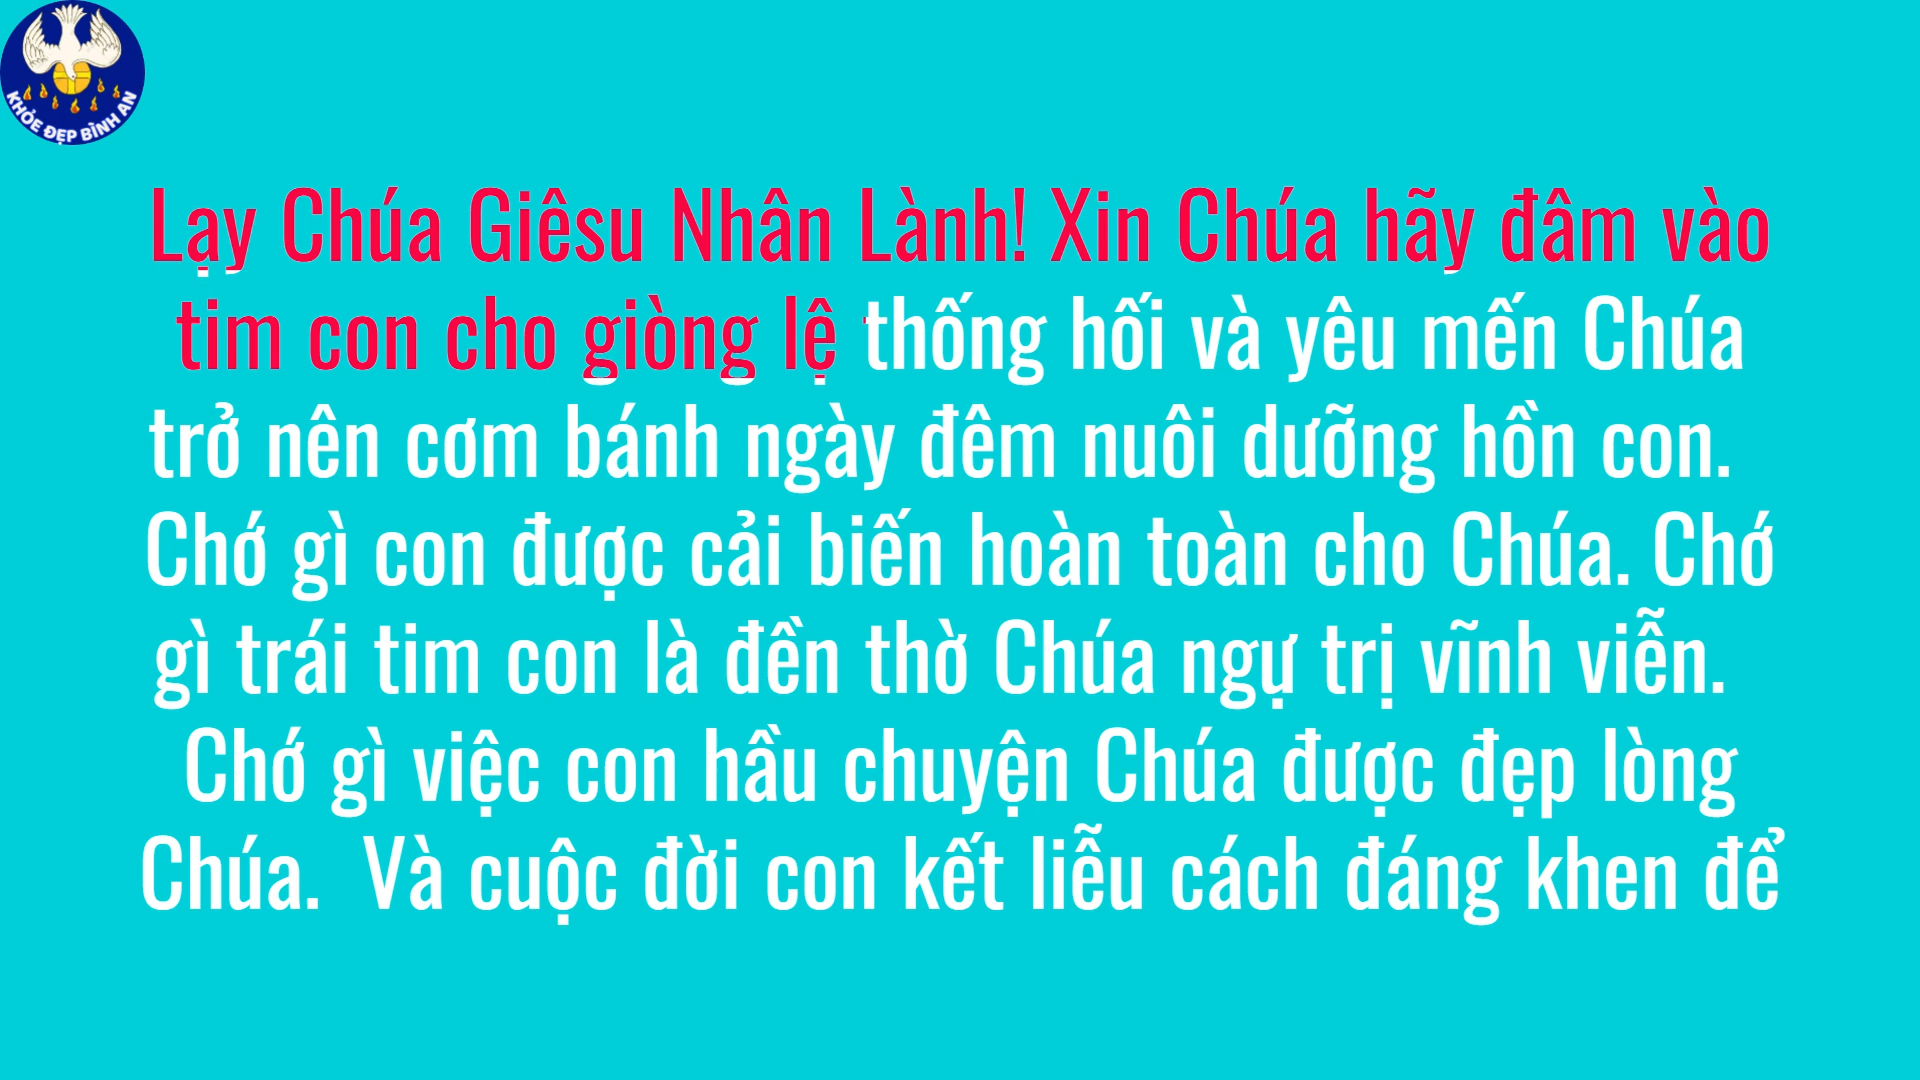 KHỎE ĐẸP BÌNH AN
Lạy Chúa Giêsu Nhân Lành! Xin Chúa hãy đâm vào
tim con cho giòng lệ thống hối và yêu mến Chúa
trở nên cơm bánh ngày đêm nuôi dưỡng hồn con.
Chớ gì con được cải biến hoàn toàn cho Chúa. Chớ
gì trái tim con là đền thờ Chúa ngự trị vĩnh viễn.
Chớ gì việc con hầu chuyện Chúa được đẹp lòng
Chúa.  Và cuộc đời con kết liễu cách đáng khen để